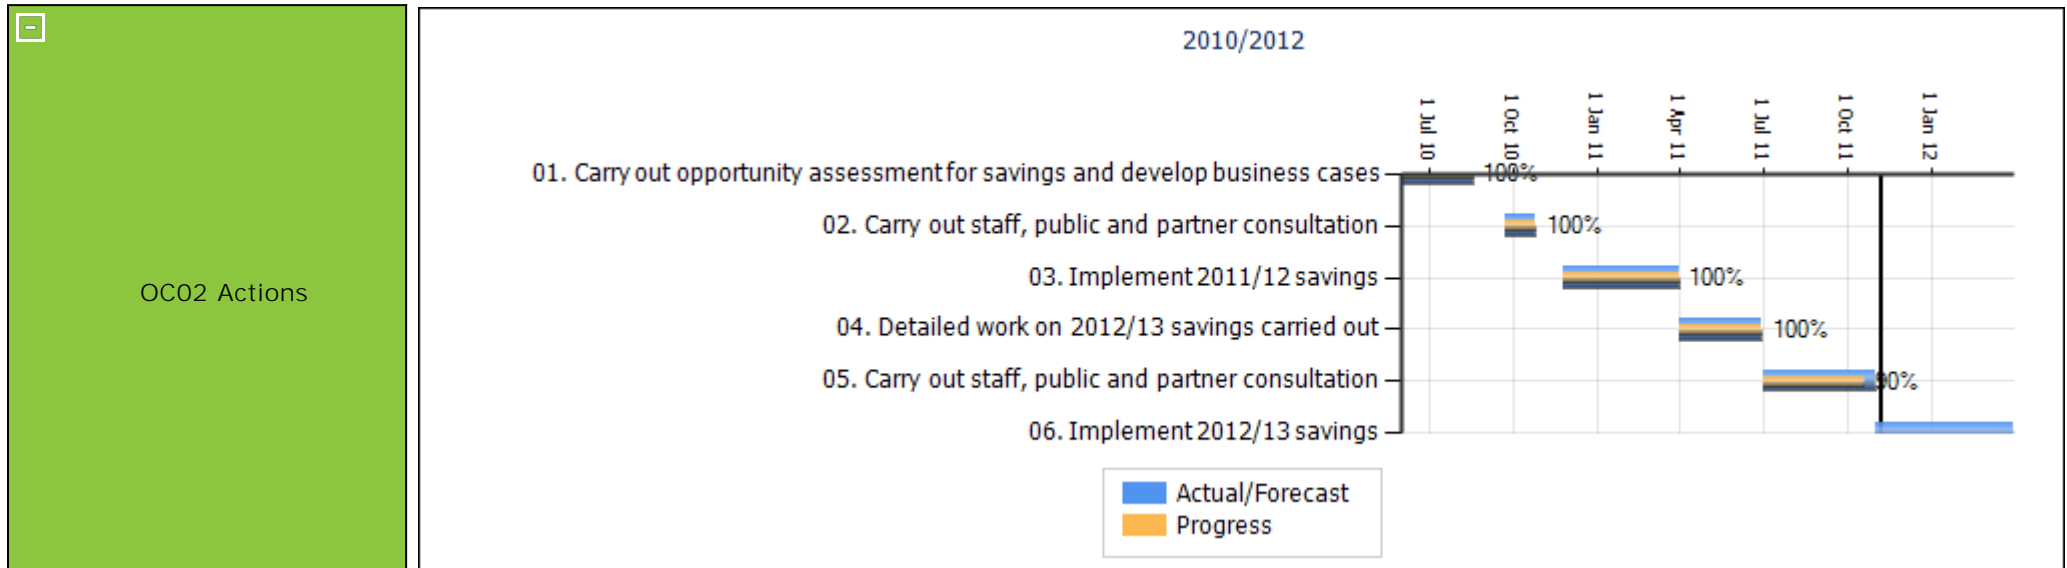 -
OC02 Actions
2010/2012
1 Jul 10
1 Oct 10
1 Jan 11
1 Apr 11
1 Jul 11
1 Oct 11
1 Jan 12
01. Carry out opportunity assessment for savings and develop business cases
100%
02. Carry out staff, public and partner consultation
100%
03. Implement 2011/12 savings
100%
04. Detailed work on 2012/13 savings carried out
100%
05. Carry out staff, public and partner consultation
90%
06. Implement 2012/13 savings
Actual/Forecast
Progress